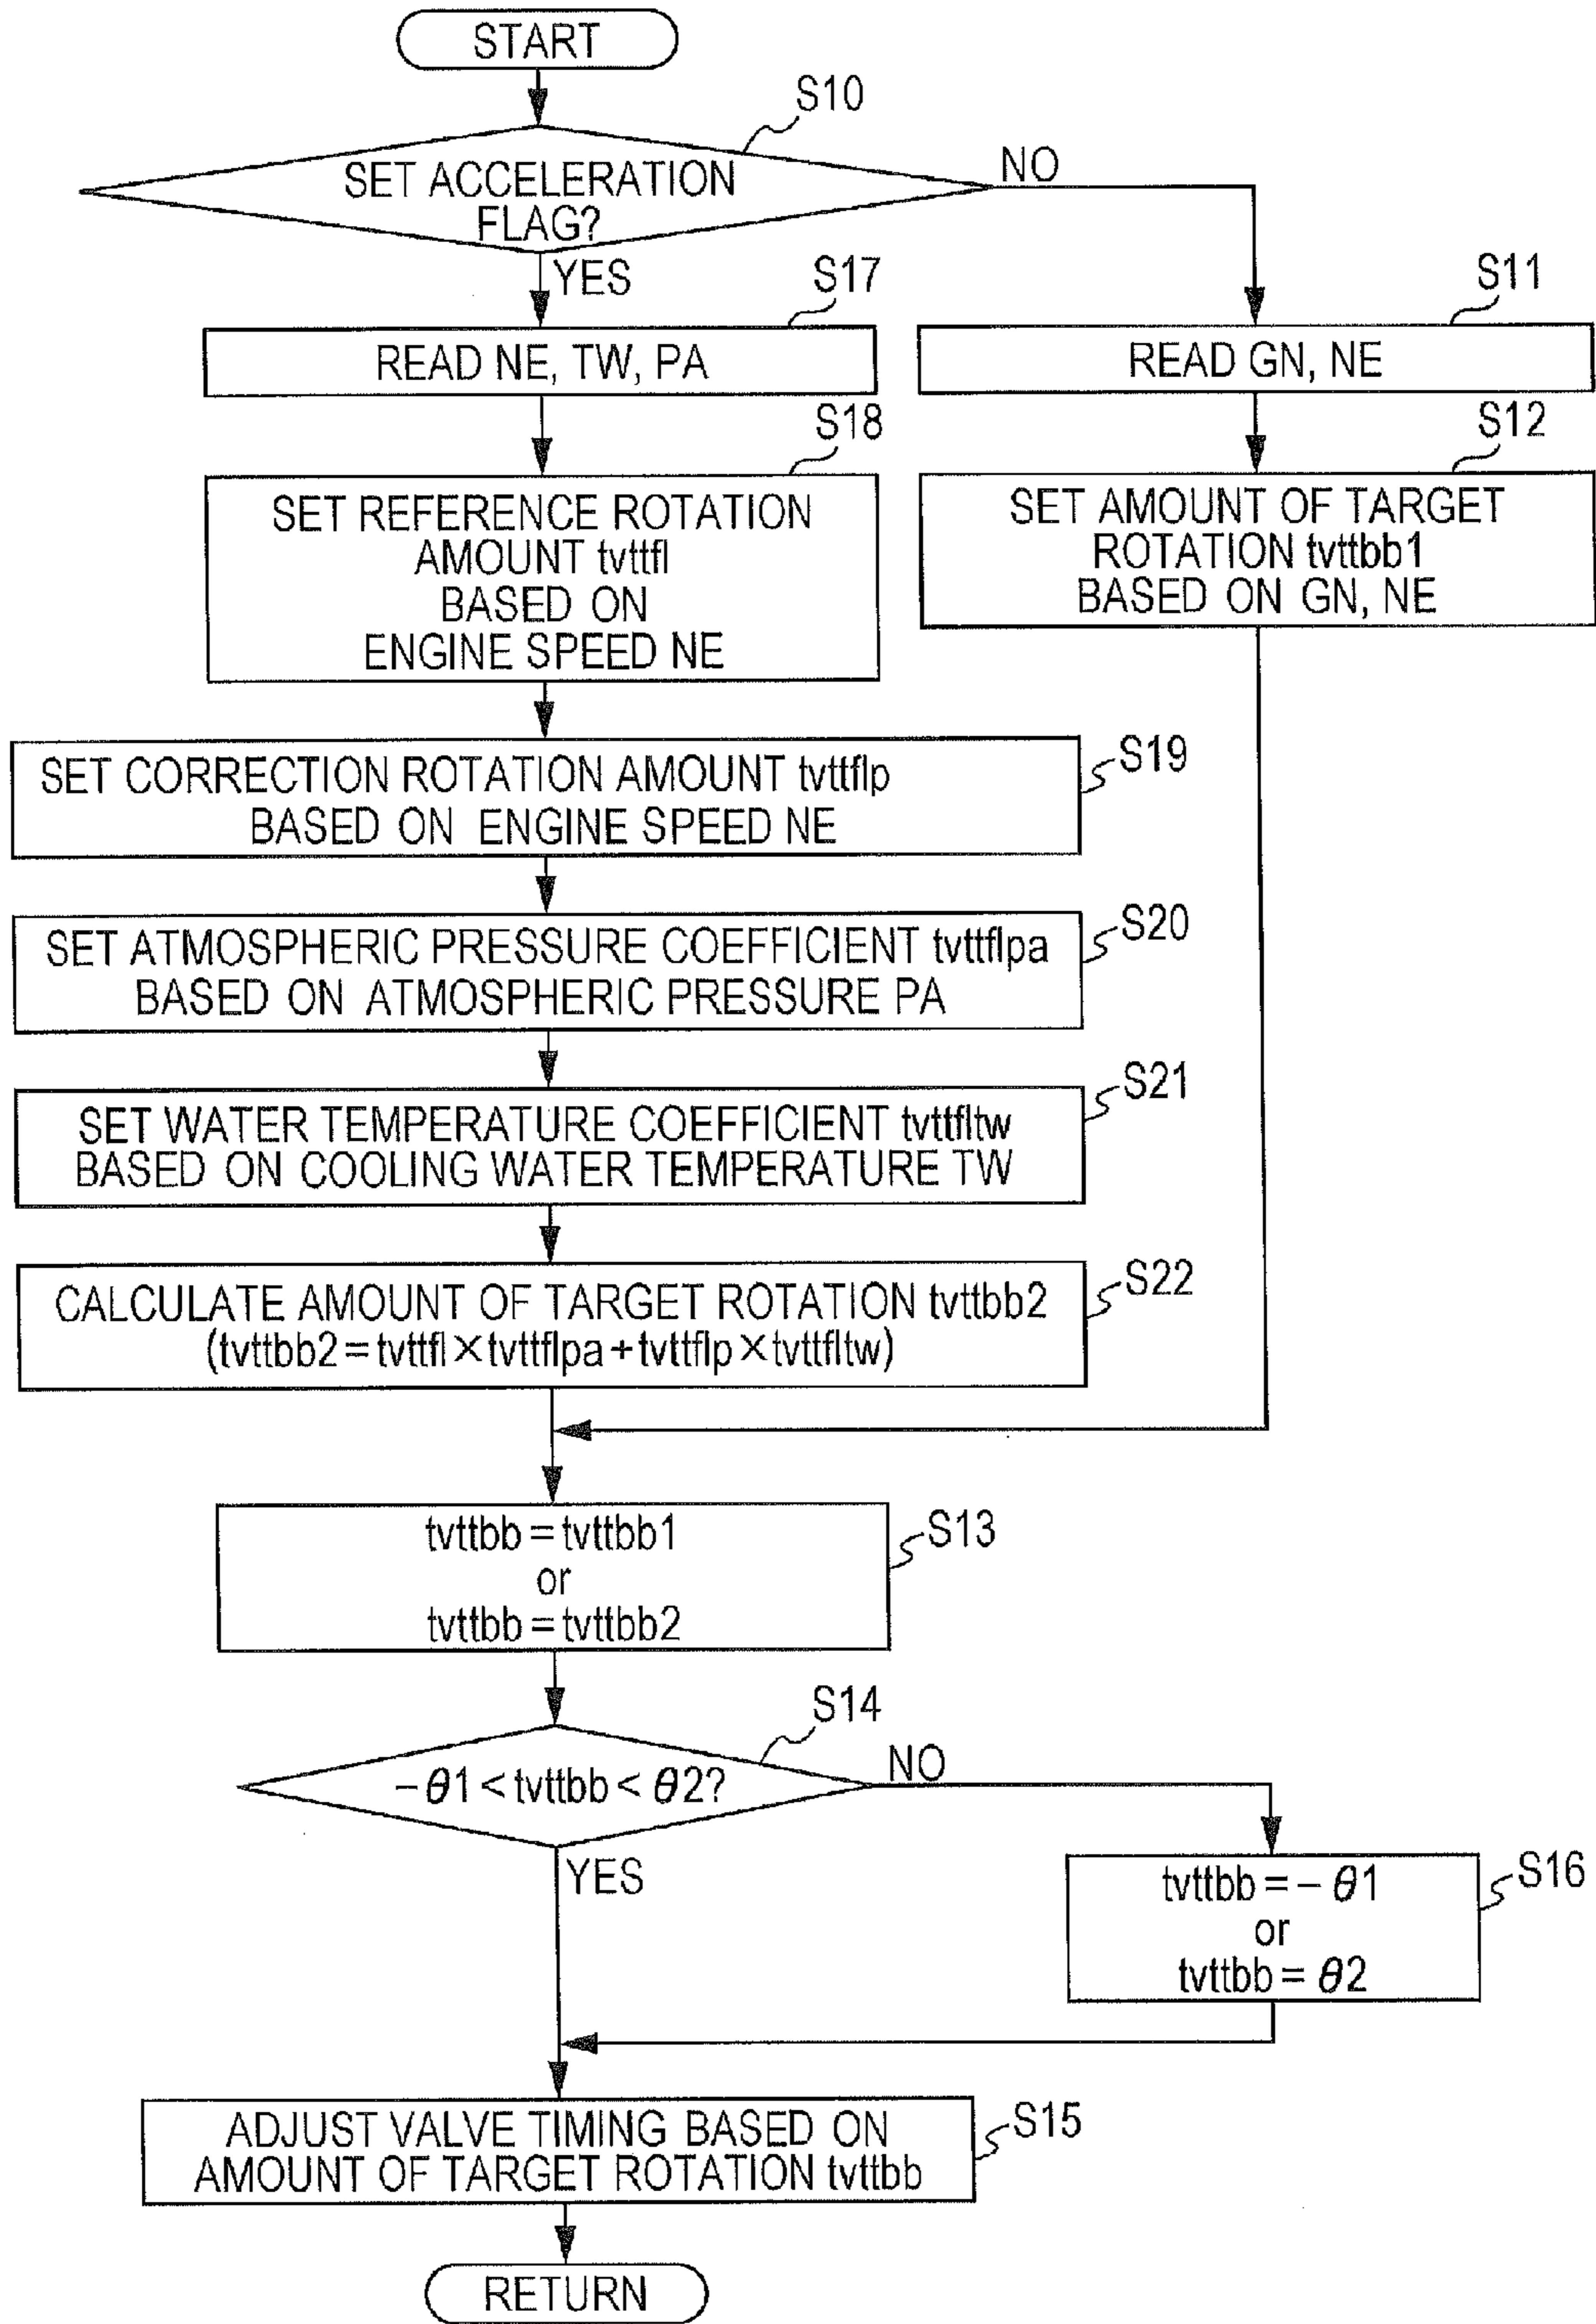 START
S10
SET ACCELERATION
FLAG?
NO
YES
S17
READ NE, TW, PA
S11
READ GN, NE
S18
SET REFERENCE ROTATION
AMOUNT tvttfl
BASED ON
ENGINE SPEED NE
S12
SET AMOUNT OF TARGET
ROTATION tvttbb1
BASED ON GN, NE
SET CORRECTION ROTATION AMOUNT tvttflp
BASED ON ENGINE SPEED NE
S19
SET ATMOSPHERIC PRESSURE COEFFICIENT tvttflpa
BASED ON ATMOSPHERIC PRESSURE PA
S20
SET WATER TEMPERATURE COEFFICIENT tvttfltw
BASED ON COOLING WATER TEMPERATURE TW
S21
CALCULATE AMOUNT OF TARGET ROTATION tvttbb2
(tvttbb2=tvttfl×tvttflpa+tvttflp×tvttfltw)
S22
tvttbb=tvttbb1
or
tvttbb=tvttbb2
S13
S14
-θ1<tvttbb<θ2?
NO
YES
tvttbb=-θ1
or
tvttbb=θ2
S16
ADJUST VALVE TIMING BASED ON
AMOUNT OF TARGET ROTATION tvttbb
S15
RETURN